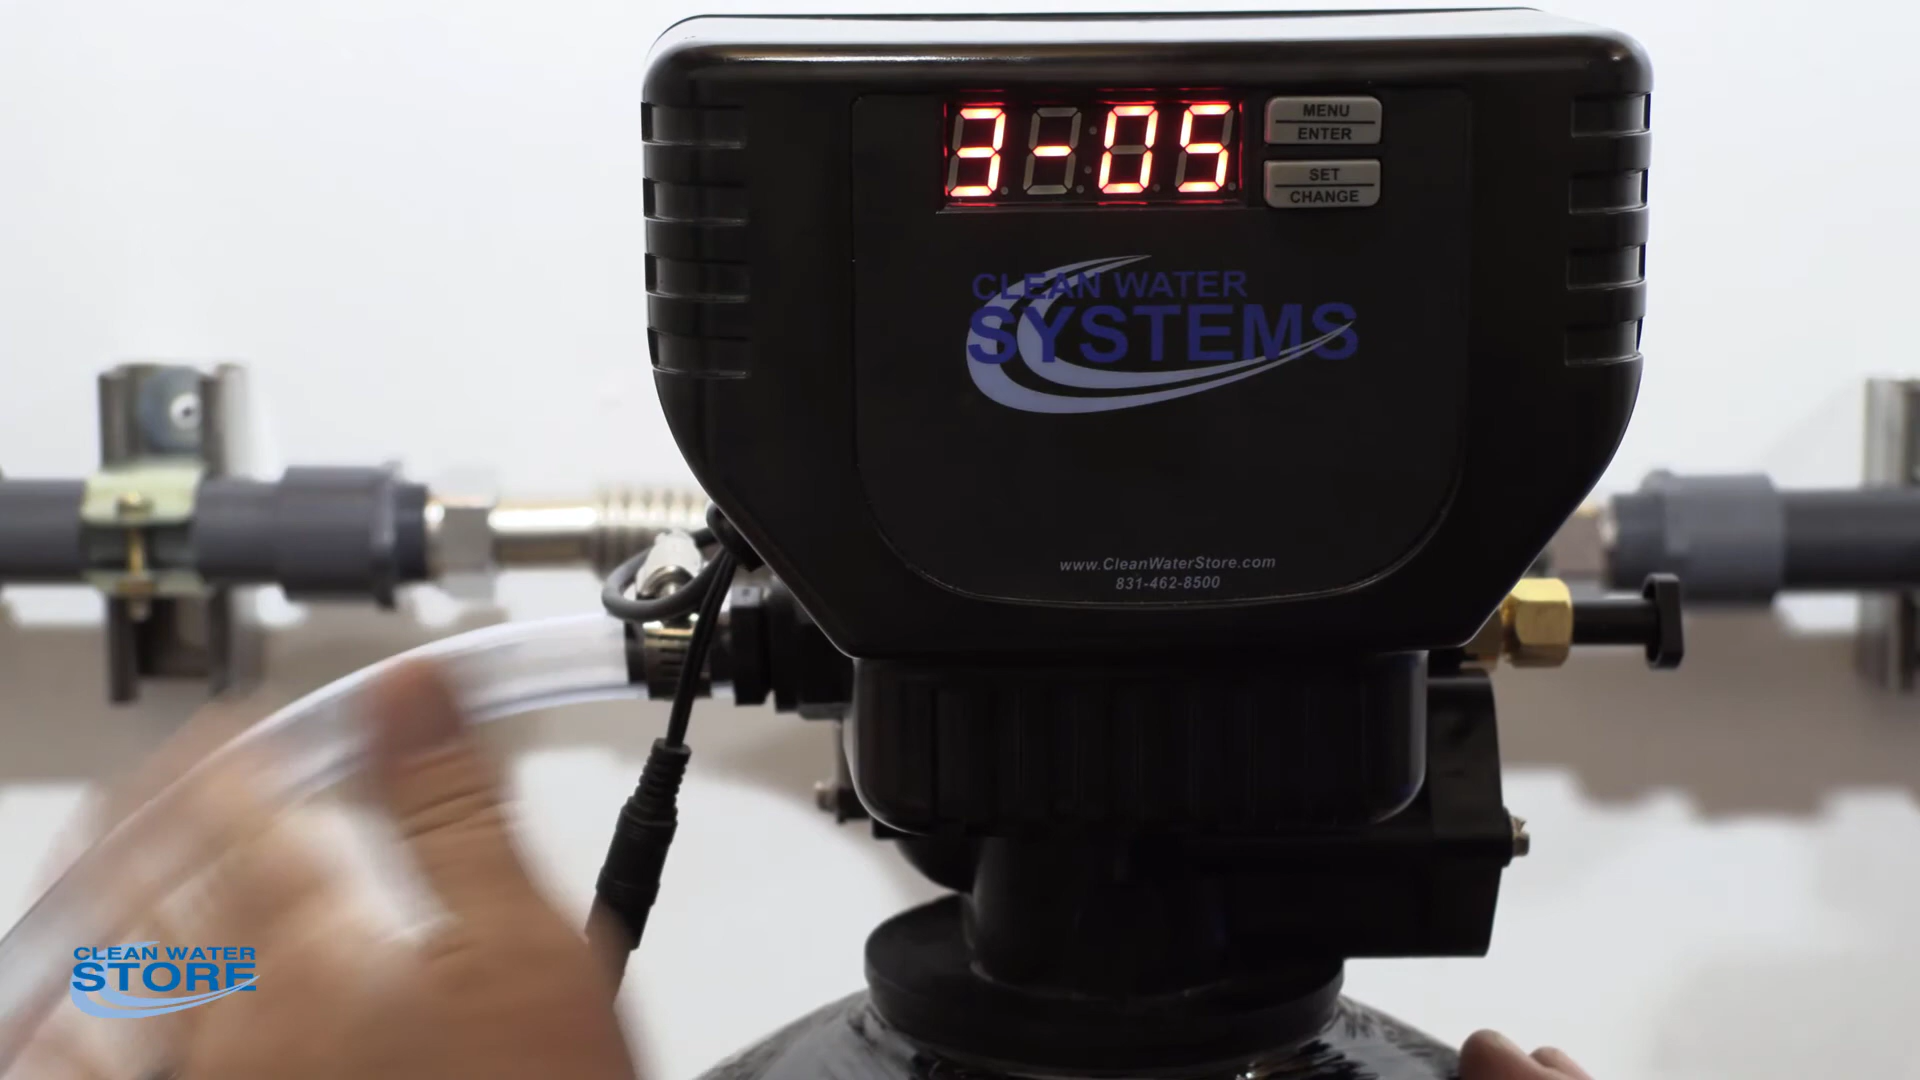 3-05
MENU
ENTER
SET
CHANGE
CLEAN WATER
SYSTEMS
www.CleanWaterStore.com
831-462-8500
CLEAN WATER
STORE